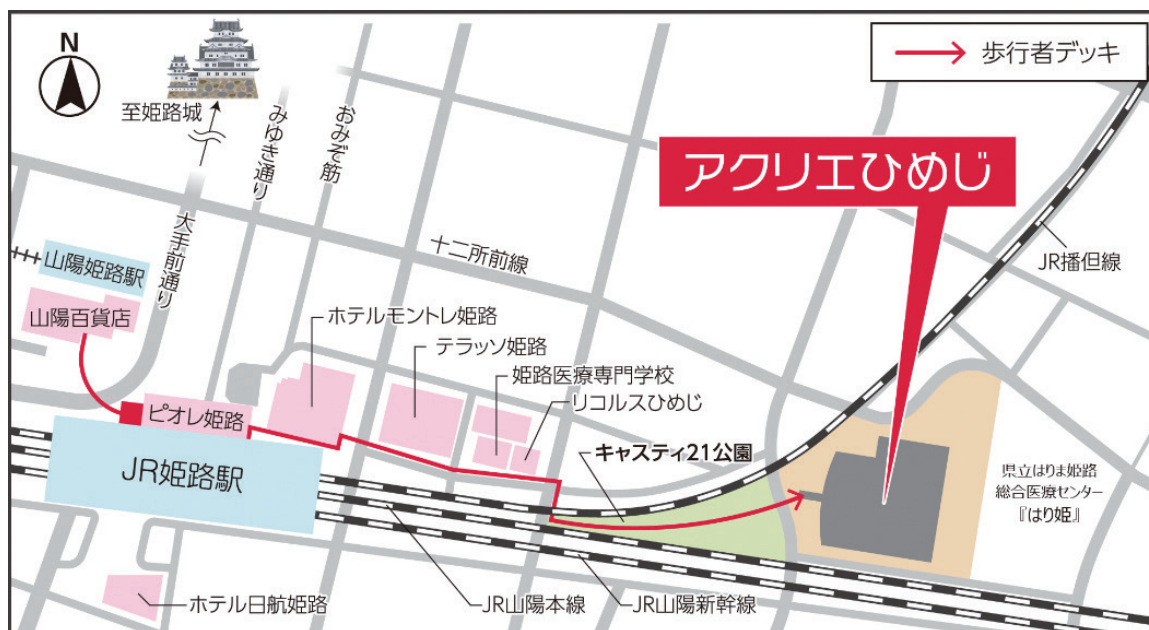 N
歩行者デッキ
至姫路城
みゆき通り
おみぞ筋
アクリエひめじ
大手前通り
十二所前線
JR播但線
山陽姫路駅
山陽百貨店
ホテルモントレ姫路
テラッソ姫路
姫路医療専門学校
リコルスひめじ
ピオレ姫路
キャスティ21公園
JR姫路駅
県立はりま姫路
総合医療センター
『はり姫』
ホテル日航姫路
JR山陽本線
JR山陽新幹線